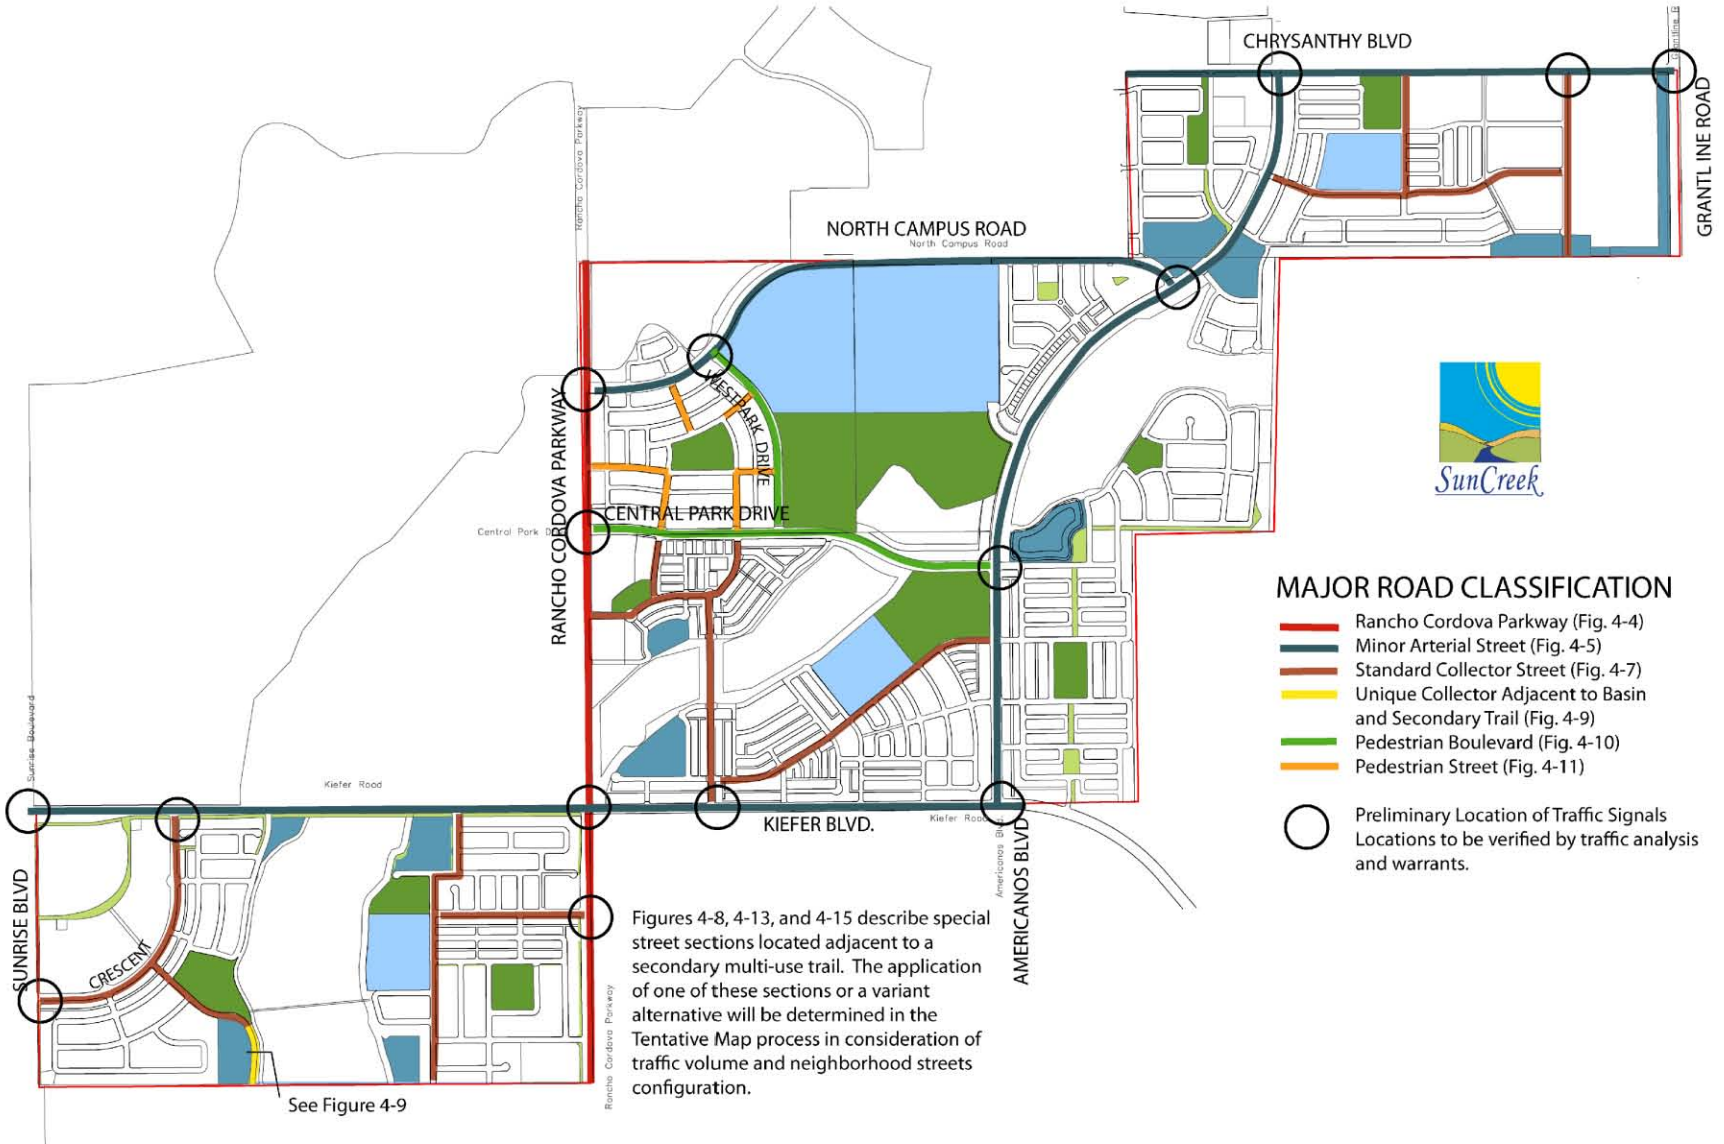 CHRYSANTHY BLVD
GRANTL INE ROAD
Rancho Cordova Parkway
NORTH CAMPUS ROAD
North Campus Road
WESTPARK DRIVE
RANCHO CORDOVA PARKWAY
CENTRAL PARK DRIVE
Central Park D
SunCreek
MAJOR ROAD CLASSIFICATION
Rancho Cordova Parkway (Fig. 4-4)
Minor Arterial Street (Fig. 4-5)
Standard Collector Street (Fig. 4-7)
Unique Collector Adjacent to Basin
and Secondary Trail (Fig. 4-9)
Pedestrian Boulevard (Fig. 4-10)
Pedestrian Street (Fig. 4-11)
Preliminary Location of Traffic Signals
Locations to be verified by traffic analysis
and warrants.
Sunrise Boulevard
Kiefer Road
KIEFER BLVD.
Kiefer Road
Americanos Blvd.
AMERICANOS BLVD
SUNRISE BLVD
CRESCENT
Rancho Cordova Parkway
Figures 4-8, 4-13, and 4-15 describe special
street sections located adjacent to a
secondary multi-use trail. The application
of one of these sections or a variant
alternative will be determined in the
Tentative Map process in consideration of
traffic volume and neighborhood streets
configuration.
See Figure 4-9